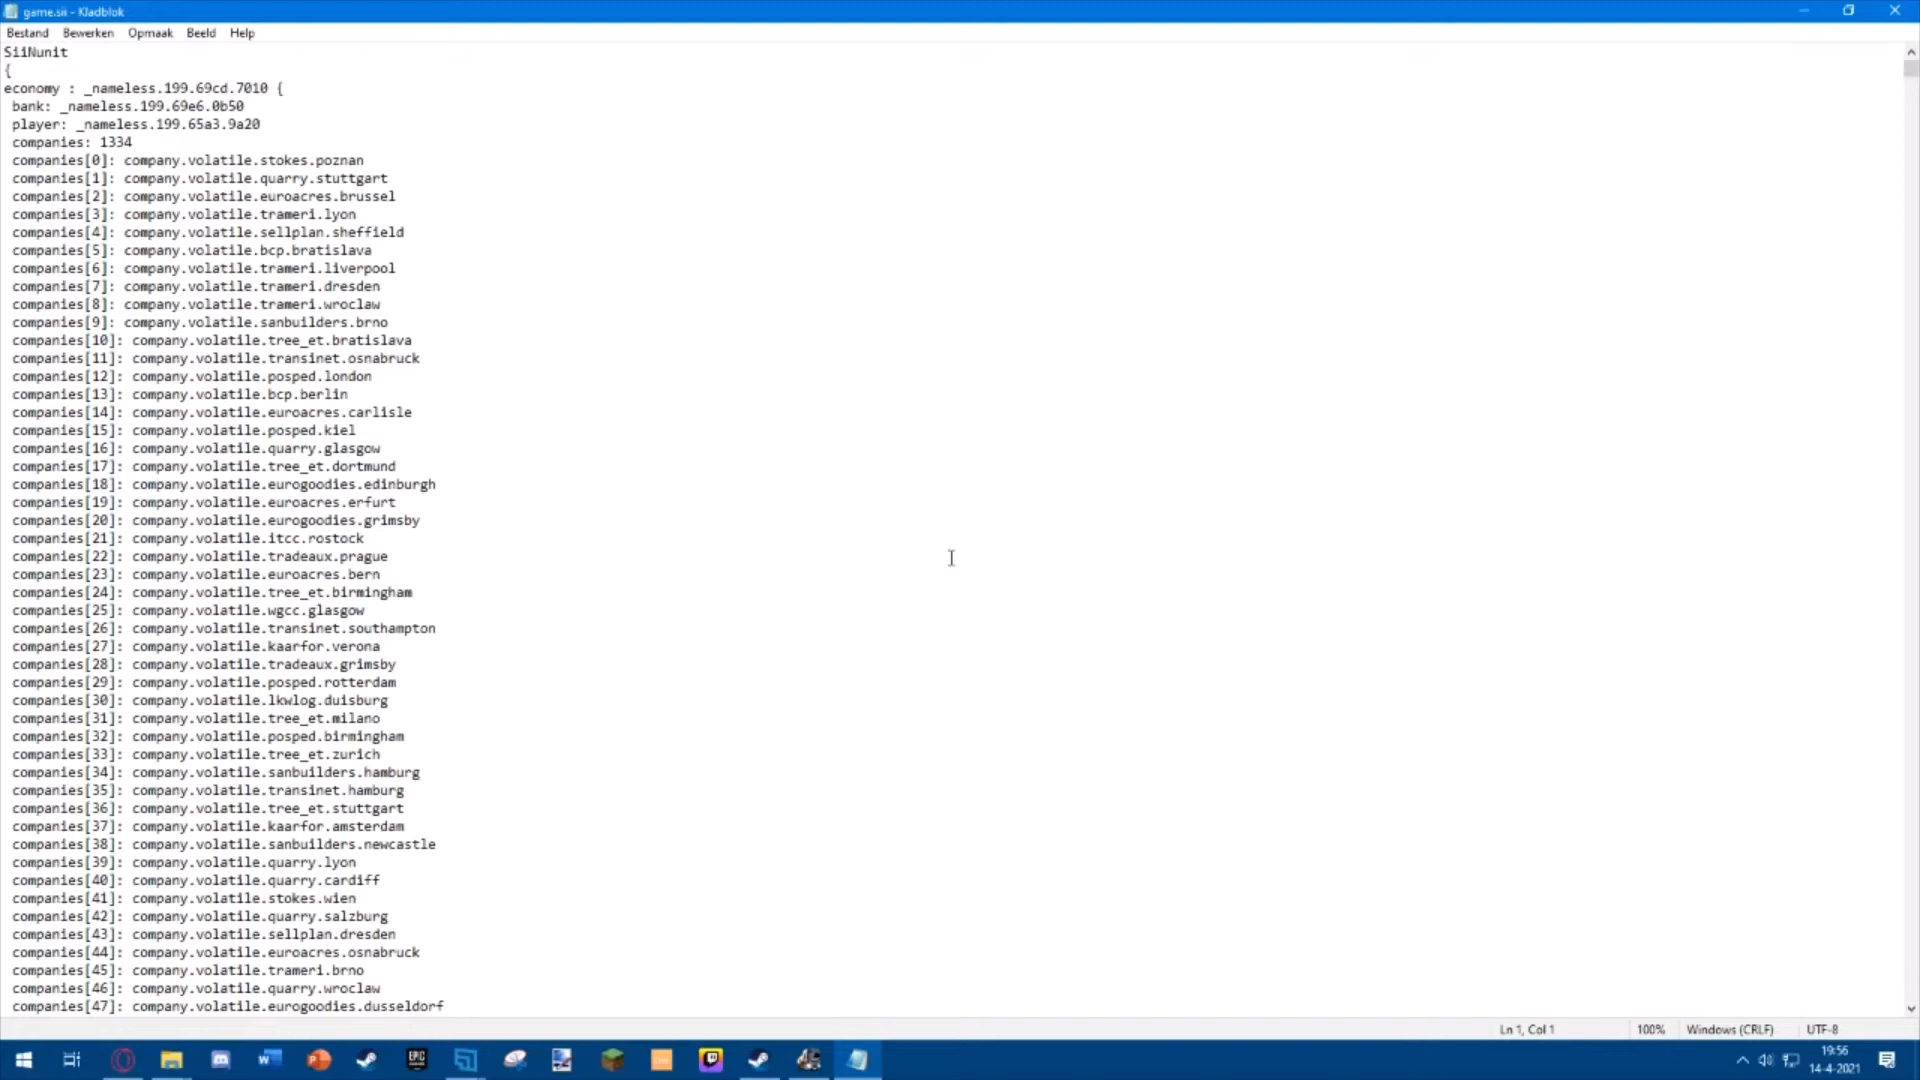 game.sii - Kladblok
Bestand Bewerken Opmaak Beeld Help
SiiNunit
{
economy : _nameless.199.69cd.7010 {
bank: _nameless.199.69e6.0b50
player: _nameless.199.65a3.9a20
companies: 1334
companies[0]: company.volatile.stokes.poznan
companies[1]: company.volatile.quarry.stuttgart
companies[2]: company.volatile.euroacres.brussel
companies[3]: company.volatile.trameri.lyon
companies[4]: company.volatile.sellplan.sheffield
companies[5]: company.volatile.bcp.bratislava
companies[6]: company.volatile.trameri.liverpool
companies[7]: company.volatile.trameri.dresden
companies[8]: company.volatile.trameri.wroclaw
companies[9]: company.volatile.sanbuilders.brno
companies[10]: company.volatile.tree_et.bratislava
companies[11]: company.volatile.transinet.osnabruck
companies[12]: company.volatile.posped.london
companies[13]: company.volatile.bcp.berlin
companies[14]: company.volatile.euroacres.carlisle
companies[15]: company.volatile.posped.kiel
companies[16]: company.volatile.quarry.glasgow
companies[17]: company.volatile.tree_et.dortmund
companies[18]: company.volatile.eurogoodies.edinburgh
companies[19]: company.volatile.euroacres.erfurt
companies[20]: company.volatile.eurogoodies.grimsby
companies[21]: company.volatile.itcc.rostock
companies[22]: company.volatile.tradeaux.prague
companies[23]: company.volatile.euroacres.bern
companies[24]: company.volatile.tree_et.birmingham
companies[25]: company.volatile.wgcc.glasgow
companies[26]: company.volatile.transinet.southampton
companies[27]: company.volatile.kaarfor.verona
companies[28]: company.volatile.tradeaux.grimsby
companies[29]: company.volatile.posped.rotterdam
companies[30]: company.volatile.lkwlog.duisburg
companies[31]: company.volatile.tree_et.milano
companies[32]: company.volatile.posped.birmingham
companies[33]: company.volatile.tree_et.zurich
companies[34]: company.volatile.sanbuilders.hamburg
companies[35]: company.volatile.transinet.hamburg
companies[36]: company.volatile.tree_et.stuttgart
companies[37]: company.volatile.kaarfor.amsterdam
companies[38]: company.volatile.sanbuilders.newcastle
companies[39]: company.volatile.quarry.lyon
companies[40]: company.volatile.quarry.cardiff
companies[41]: company.volatile.stokes.wien
companies[42]: company.volatile.quarry.salzburg
companies[43]: company.volatile.sellplan.dresden
companies[44]: company.volatile.euroacres.osnabruck
companies[45]: company.volatile.trameri.brno
companies[46]: company.volatile.quarry.wroclaw
companies[47]: company.volatile.eurogoodies.dusseldorf
Ln 1, Col 1 100% Windows (CRLF) UTF-8
EPIC
19:56
14-4-2021